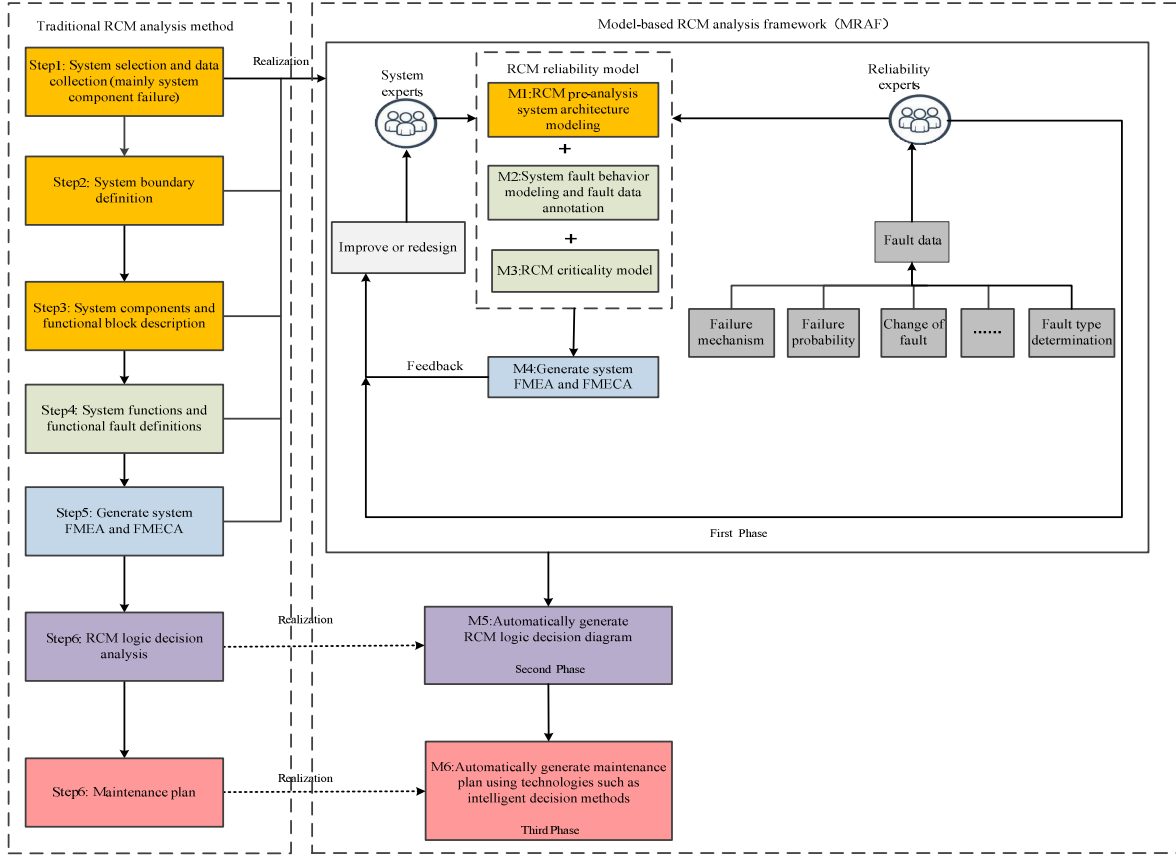 Traditional RCM analysis method
Step1: System selection and data
collection (mainly system
component failure)
Step2: System boundary
definition
Step3: System components and
functional block description
Step4: System functions and
functional fault definitions
Step5: Generate system
FMEA and FMECA
Step6: RCM logic decision
analysis
Step6: Maintenance plan
Realization
Realization
Realization
Model-based RCM analysis framework（MRAF）
System
experts
RCM reliability model
M1:RCM pre-analysis
system architecture
modeling
+
M2:System fault behavior
modeling and fault data
annotation
+
M3:RCM criticality model
Reliability
experts
Improve or redesign
Fault data
Failure
mechanism
Failure
probability
Change of
fault
......
Fault type
determination
Feedback
M4:Generate system
FMEA and FMECA
First Phase
M5:Automatically generate
RCM logic decision diagram
Second Phase
M6:Automatically generate maintenance
plan using technologies such as
intelligent decision methods
Third Phase